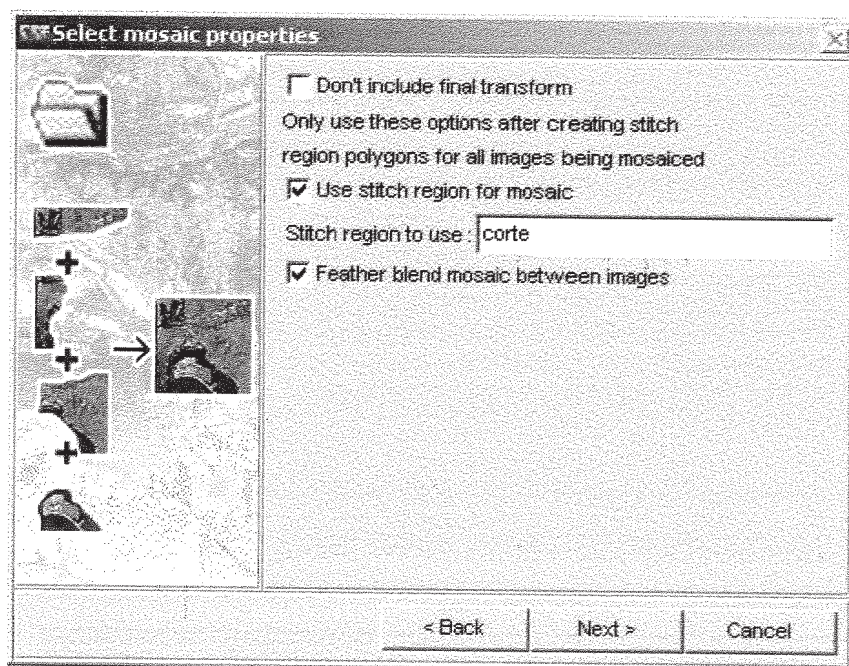 Select mosaic properties
Don't include final transform
Only use these options after creating stitch
region polygons for all images being mosaiced
Use stitch region for mosaic
Stitch region to use : corte
Feather blend mosaic between images
< Back Next > Cancel